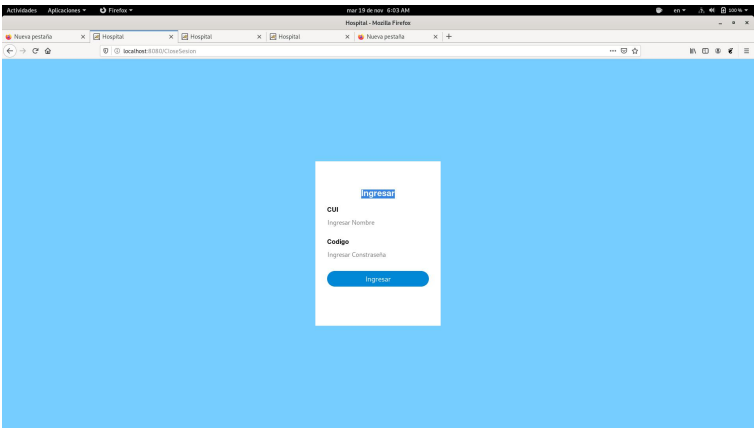 Actividades Aplicaciones Firefox mar 19 de nov 6:03 AM en 100 %
Hospital - Mozilla Firefox
Nueva pestaña Hospital Hospital Hospital Nueva pestaña
localhost:8080/CloseSesion
Ingresar
CUI
Ingresar Nombre
Codigo
Ingresar Constraseña
Ingresar